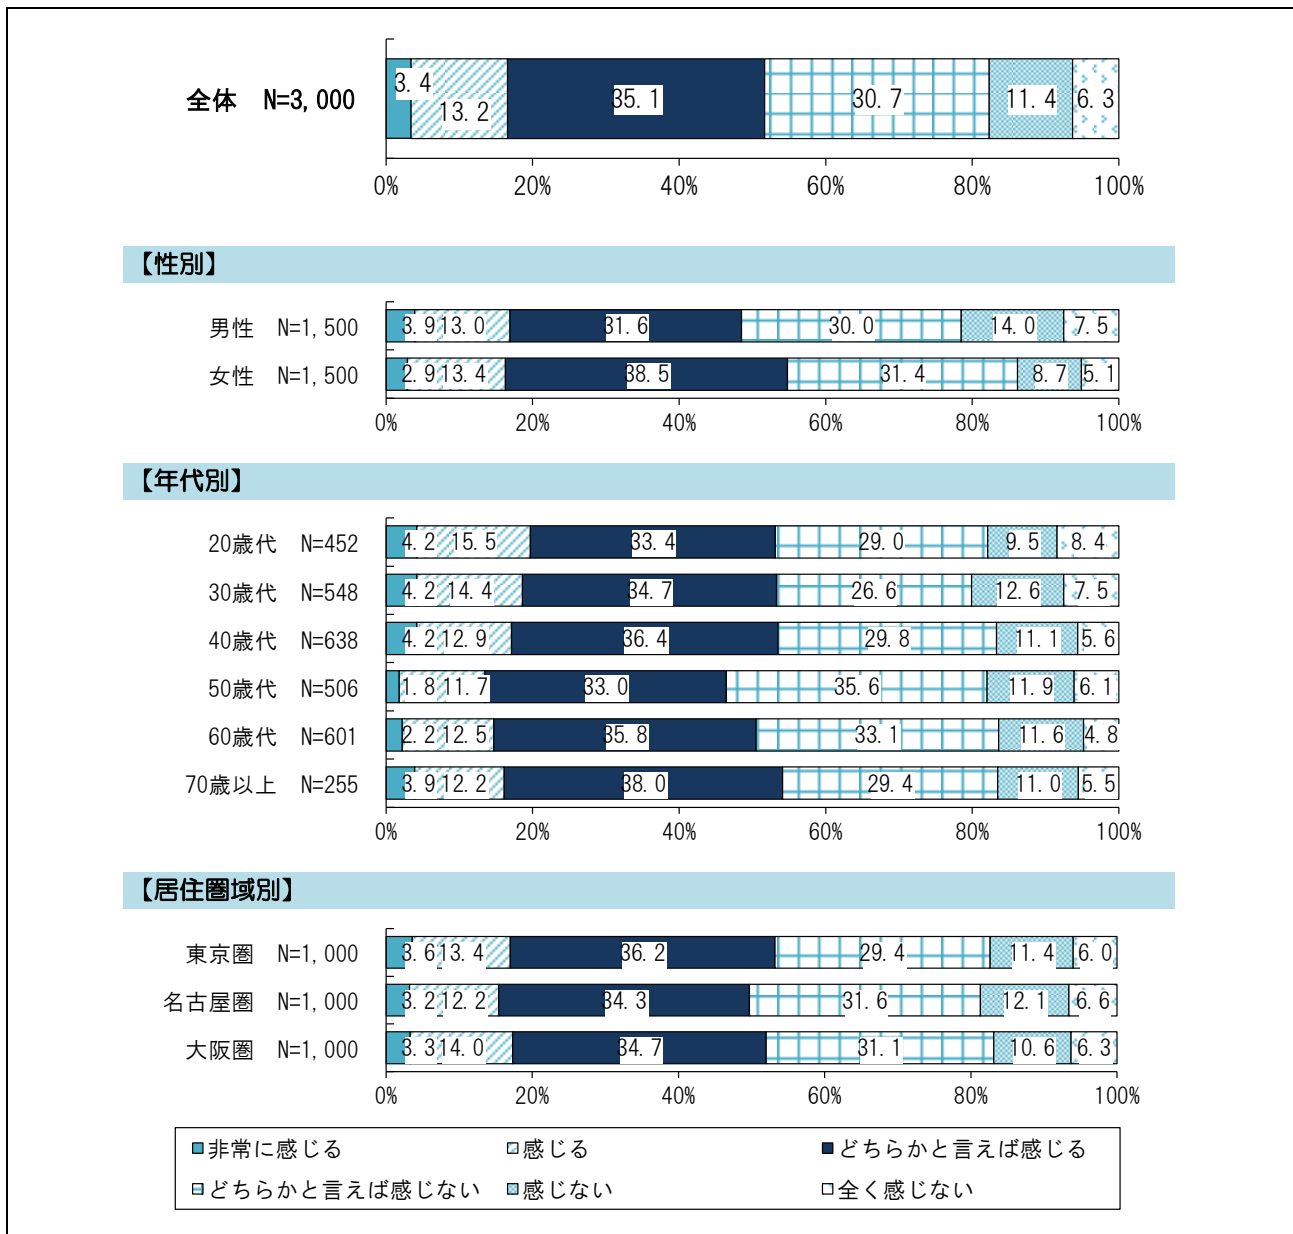 全体 N=3,000 3.4 13.2 35.1 30.7 11.4 6.3
0% 20% 40% 60% 80% 100%
【性別】
男性 N=1,500 3.9 13.0 31.6 30.0 14.0 7.5
女性 N=1,500 2.9 13.4 38.5 31.4 8.7 5.1
0% 20% 40% 60% 80% 100%
【年代別】
20歳代 N=452 4.2 15.5 33.4 29.0 9.5 8.4
30歳代 N=548 4.2 14.4 34.7 26.6 12.6 7.5
40歳代 N=638 4.2 12.9 36.4 29.8 11.1 5.6
50歳代 N=506 1.8 11.7 33.0 35.6 11.9 6.1
60歳代 N=601 2.2 12.5 35.8 33.1 11.6 4.8
70歳以上 N=255 3.9 12.2 38.0 29.4 11.0 5.5
0% 20% 40% 60% 80% 100%
【居住圏域別】
東京圏 N=1,000 3.6 13.4 36.2 29.4 11.4 6.0
名古屋圏 N=1,000 3.2 12.2 34.3 31.6 12.1 6.6
大阪圏 N=1,000 3.3 14.0 34.7 31.1 10.6 6.3
0% 20% 40% 60% 80% 100%
非常に感じる 感じる どちらかと言えば感じる
どちらかと言えば感じない 感じない 全く感じない